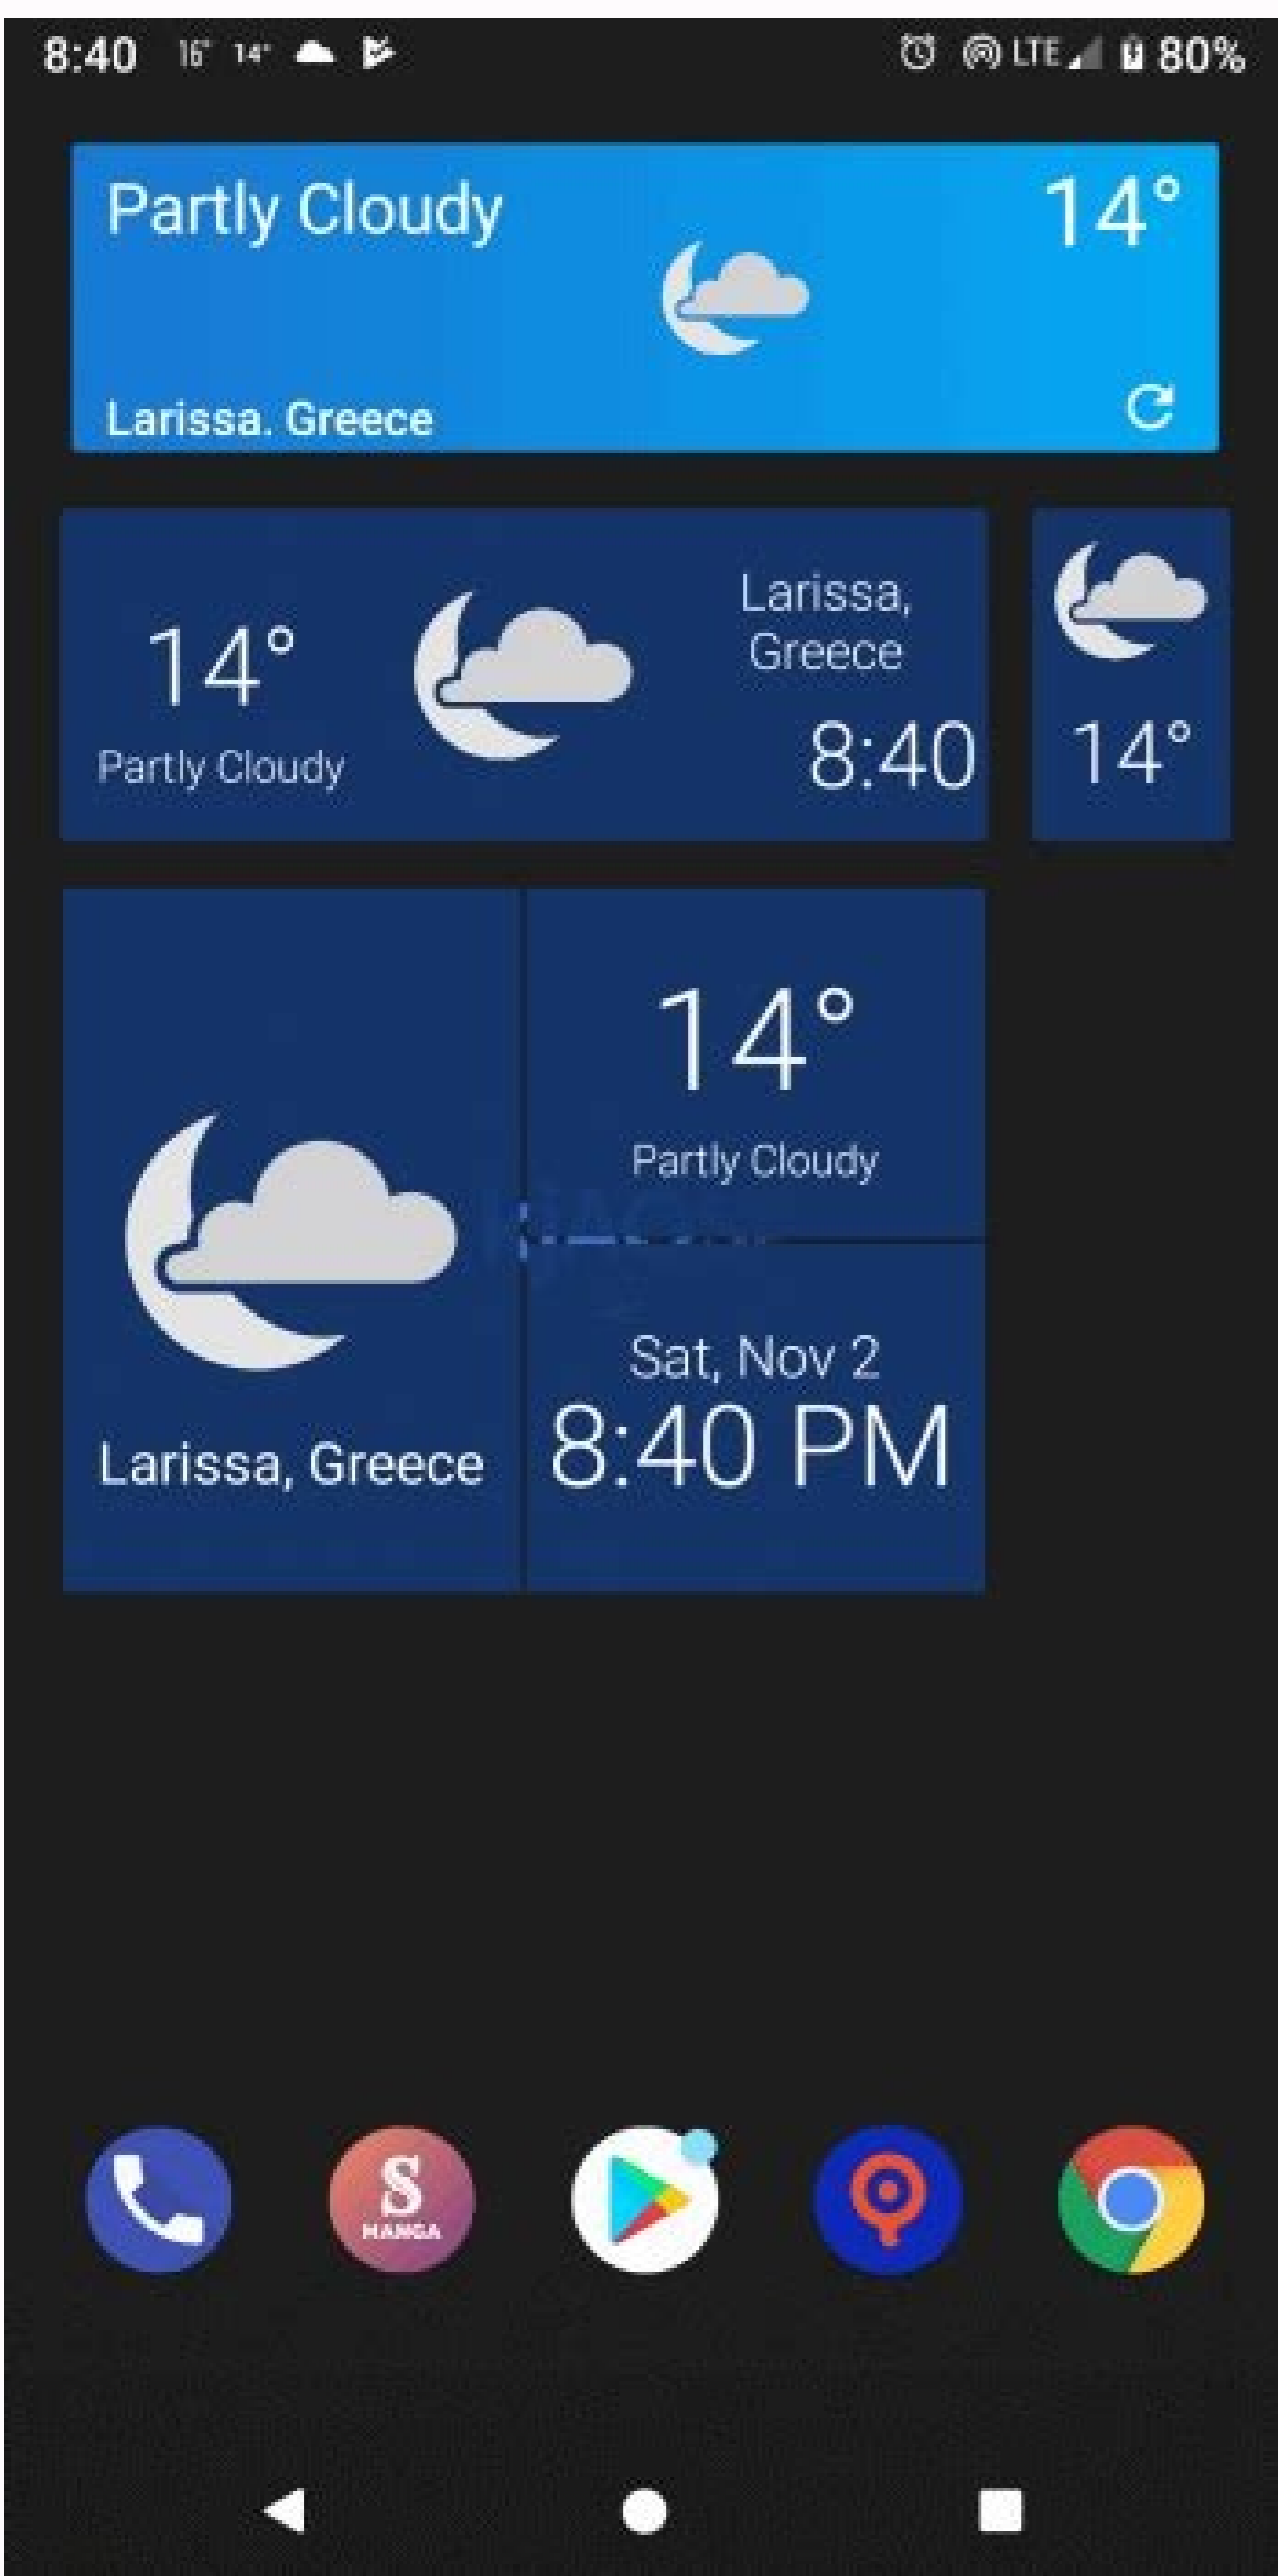 8:40 16° 14° LTE 80%
Partly Cloudy 14°
Larissa. Greece
Larissa,
Greece
14°
Partly Cloudy
8:40
14°
14°
Partly Cloudy
Sat, Nov 2
8:40 PM
Larissa, Greece
S
MANGA